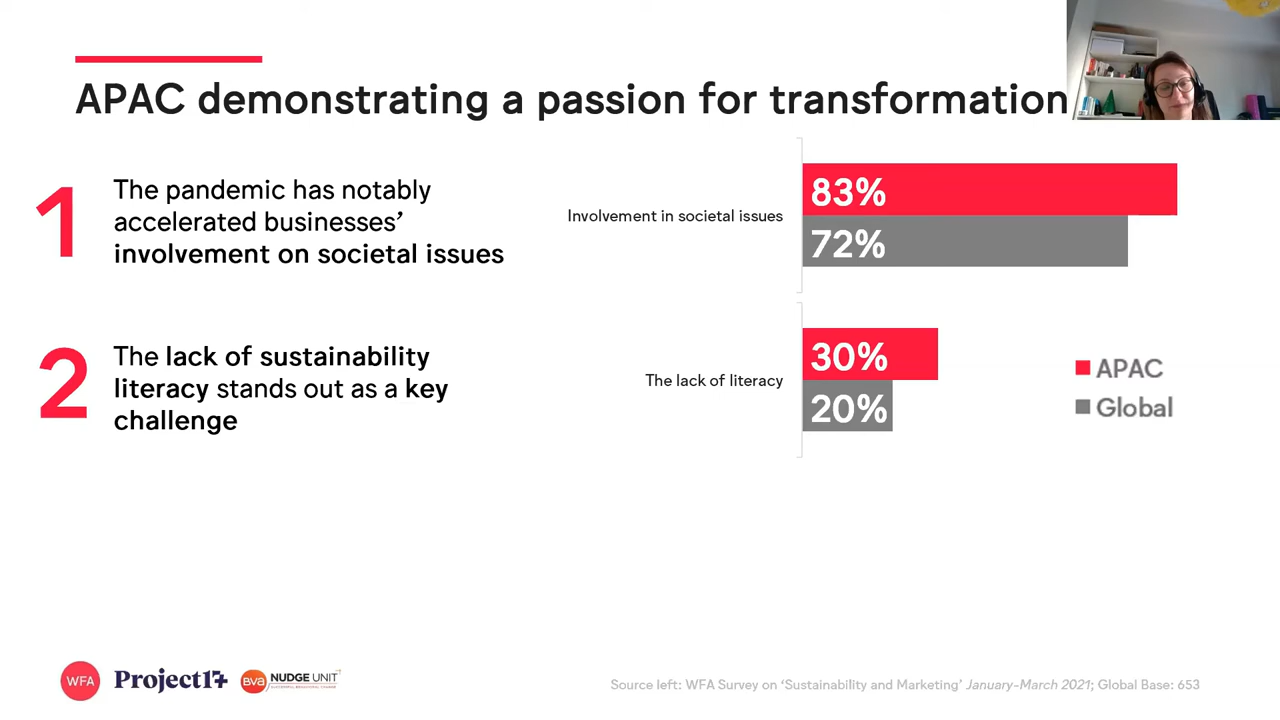 APAC demonstrating a passion for transformation
1
The pandemic has notably
accelerated businesses’
involvement on societal issues
Involvement in societal issues
83%
72%
2
The lack of sustainability
literacy stands out as a key
challenge
The lack of literacy
30%
20%
APAC
Global
WFA
Project17
BVA NUDGE UNIT
SUCCESSFUL BEHAVIORAL CHANGE
Source left: WFA Survey on ‘Sustainability and Marketing’ January-March 2021; Global Base: 653